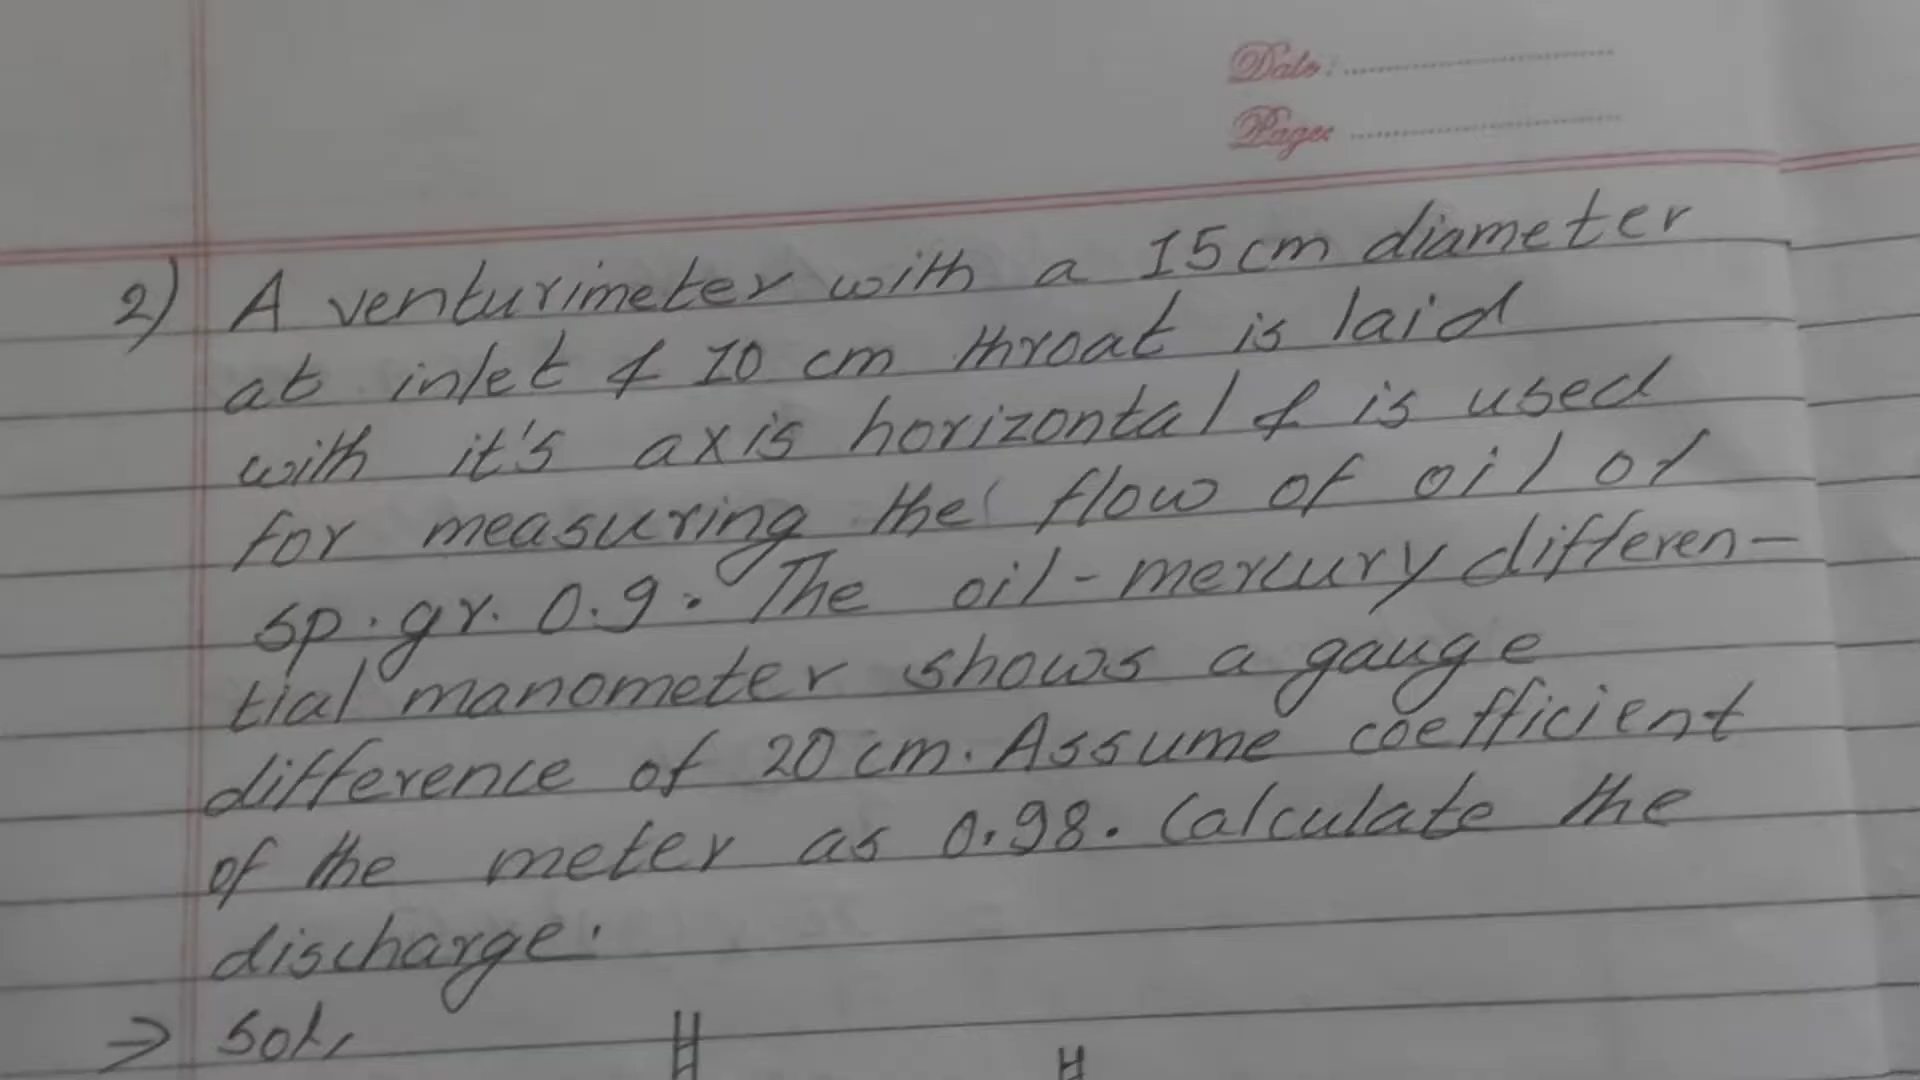 Date:
Page:
2) A venturimeter with a 15cm diameter
at inlet & 10 cm throat is laid
with it's axis horizontal & is used
for measuring the flow of oil of
sp.gr. 0.9. The oil-mercury differen-
tial manometer shows a gauge
difference of 20cm. Assume coefficient
of the meter as 0.98. Calculate the
discharge.
→ Sol,